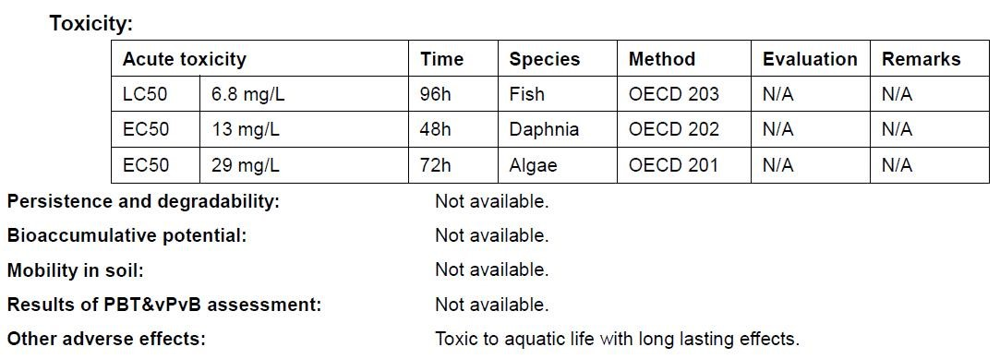 Toxicity:
Acute toxicity Time Species Method Evaluation Remarks
LC50 6.8 mg/L 96h Fish OECD 203 N/A N/A
EC50 13 mg/L 48h Daphnia OECD 202 N/A N/A
EC50 29 mg/L 72h Algae OECD 201 N/A N/A
Persistence and degradability: Not available.
Bioaccumulative potential: Not available.
Mobility in soil: Not available.
Results of PBT&vPvB assessment: Not available.
Other adverse effects: Toxic to aquatic life with long lasting effects.